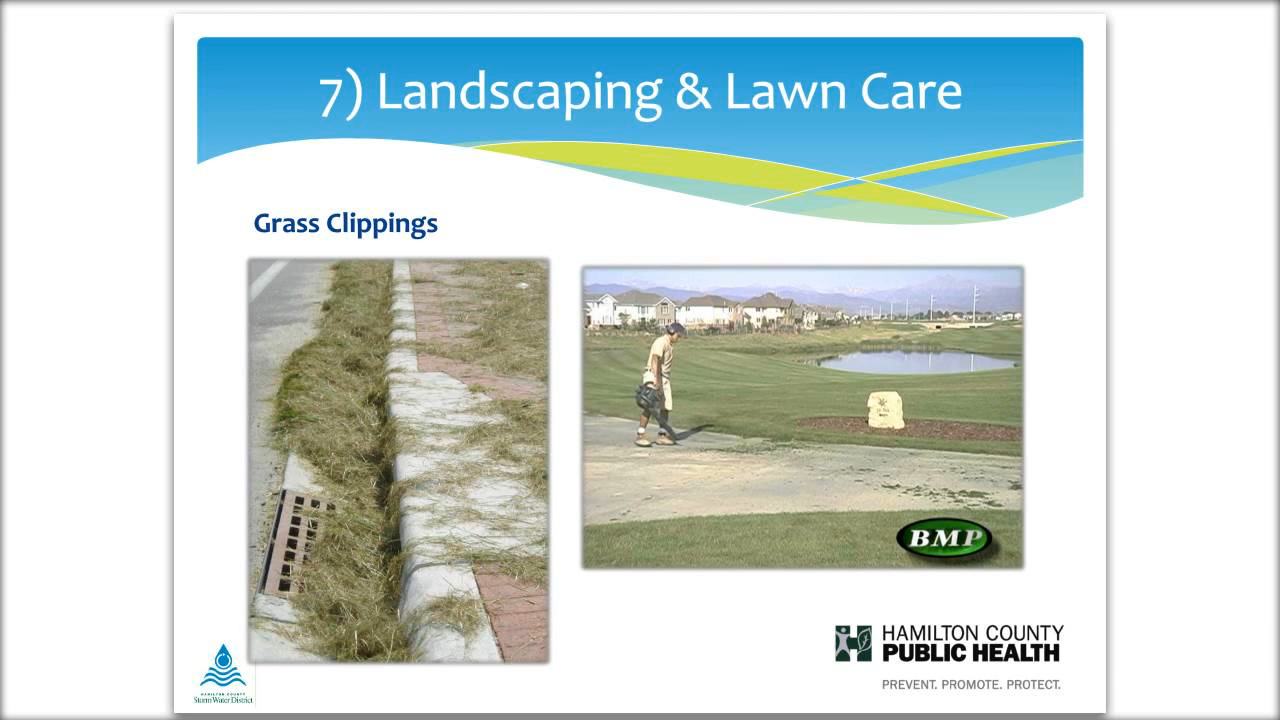 7) Landscaping & Lawn Care
Grass Clippings
BMP
HAMILTON COUNTY
Storm Water District
HAMILTON COUNTY
PUBLIC HEALTH
PREVENT. PROMOTE. PROTECT.